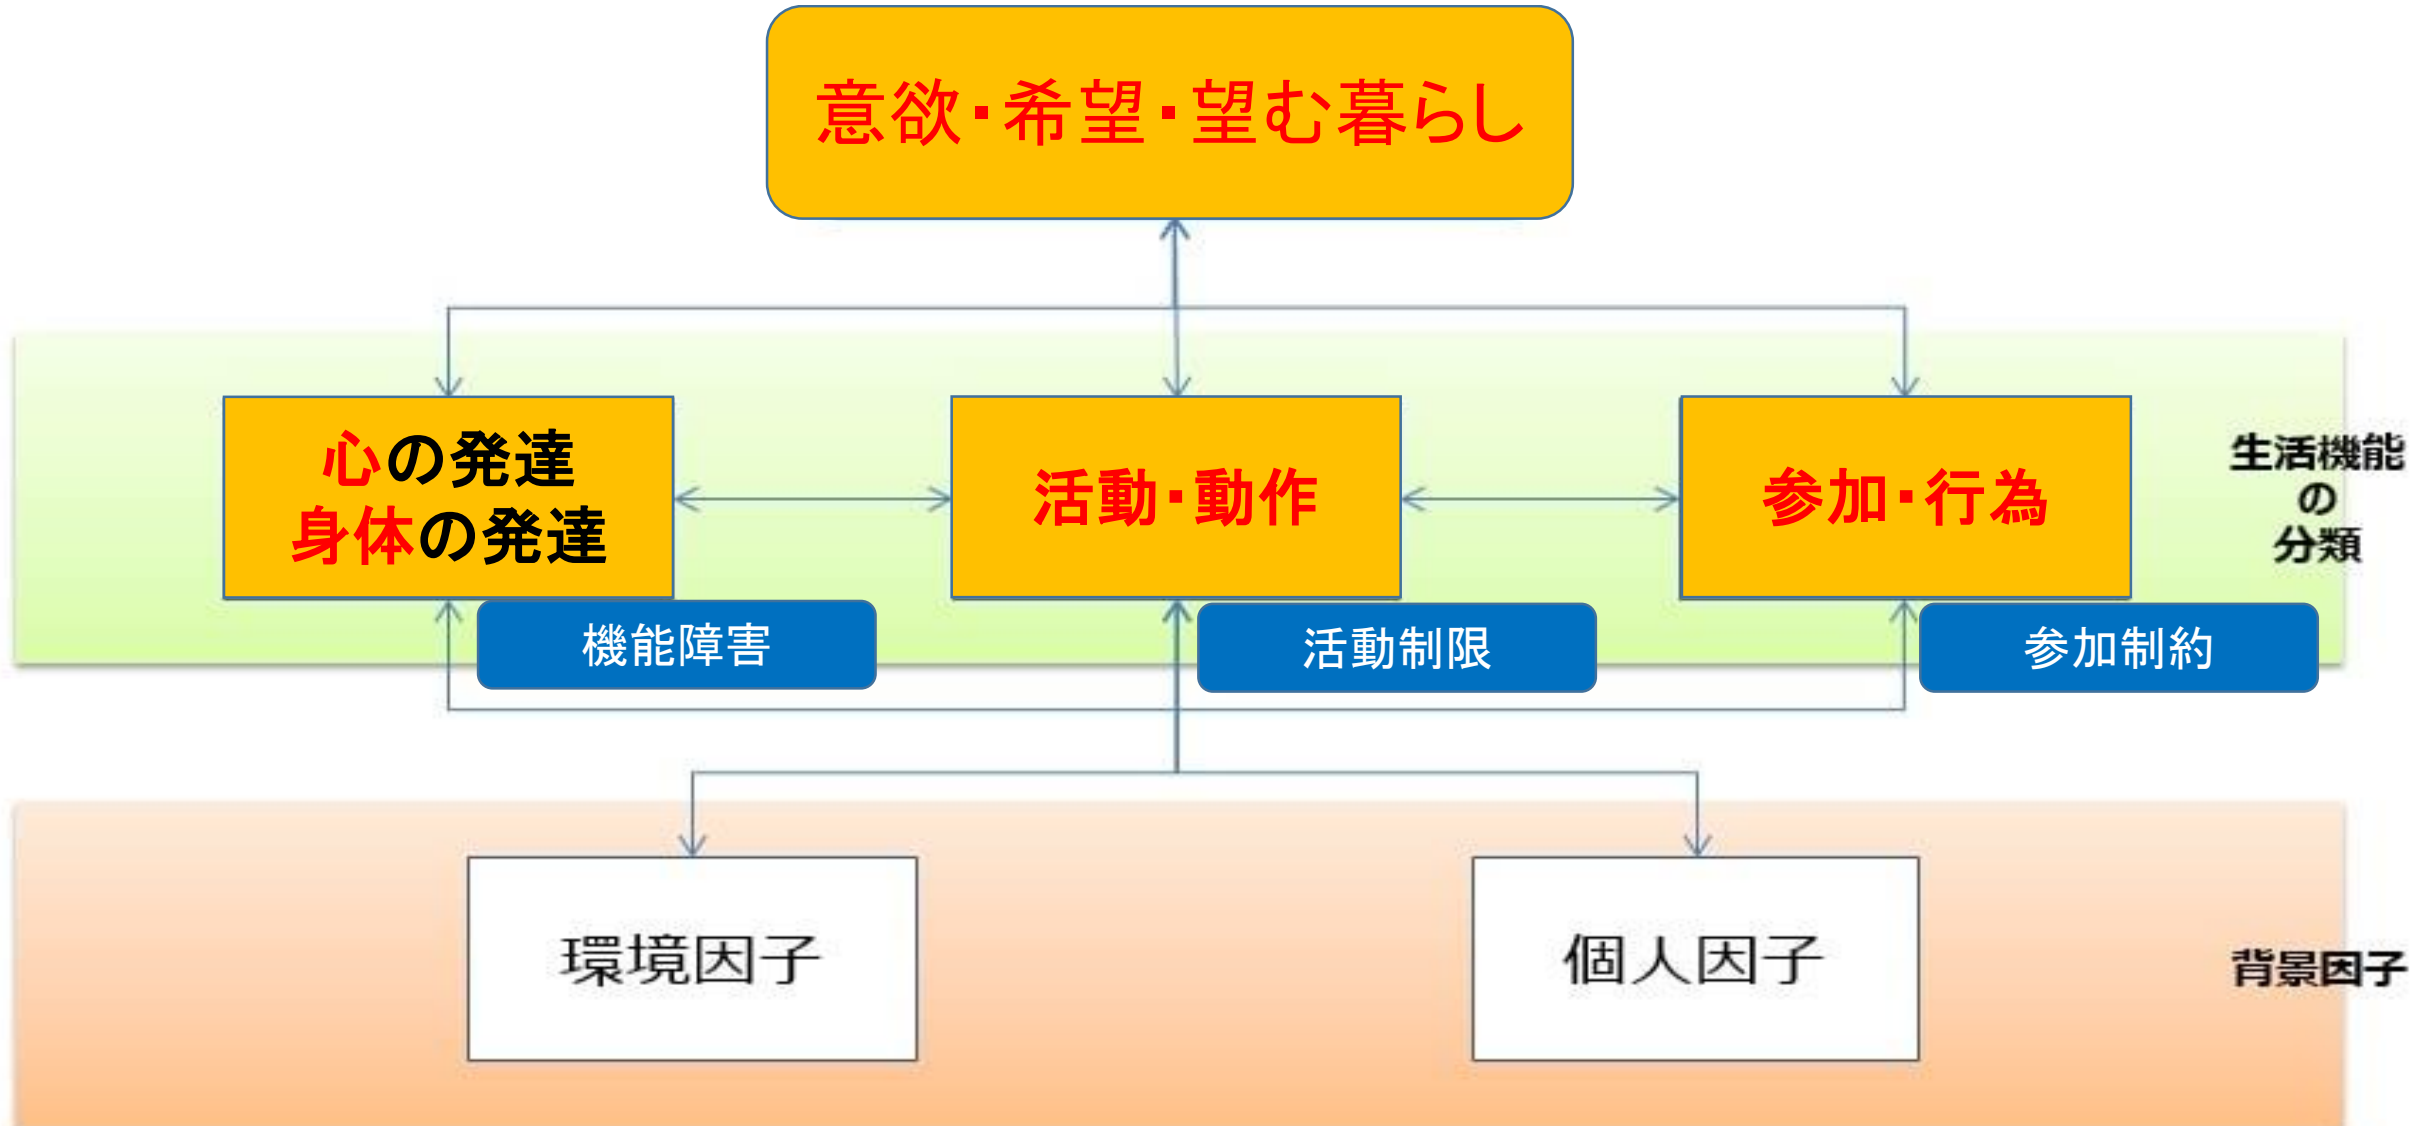 意欲・希望・望む暮らし
心の発達
身体の発達
活動・動作
参加・行為
生活機能
の
分類
機能障害
活動制限
参加制約
環境因子
個人因子
背景因子